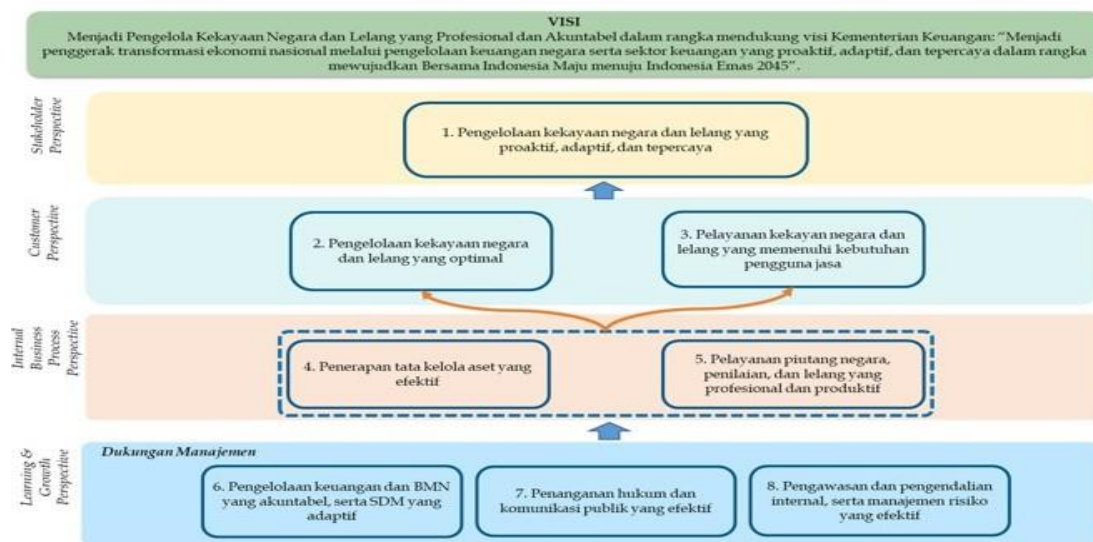 VISI
Menjadi Pengelola Kekayaan Negara dan Lelang yang Profesional dan Akuntabel dalam rangka mendukung visi Kementerian Keuangan: "Menjadi
penggerak transformasi ekonomi nasional melalui pengelolaan keuangan negara serta sektor keuangan yang proaktif, adaptif, dan tepercaya dalam rangka
mewujudkan Bersama Indonesia Maju menuju Indonesia Emas 2045".
Stakeholder
Perspective
1. Pengelolaan kekayaan negara dan lelang yang
proaktif, adaptif, dan tepercaya
Customer
Perspective
2. Pengelolaan kekayaan negara
dan lelang yang optimal
3. Pelayanan kekayan negara dan
lelang yang memenuhi kebutuhan
pengguna jasa
Internal
Business
Process
Perspective
4. Penerapan tata kelola aset yang
efektif
5. Pelayanan piutang negara,
penilaian, dan lelang yang
profesional dan produktif
Learning &
Growth
Perspective
Dukungan Manajemen
6. Pengelolaan keuangan dan BMN
yang akuntabel, serta SDM yang
adaptif
7. Penanganan hukum dan
komunikasi publik yang efektif
8. Pengawasan dan pengendalian
internal, serta manajemen risiko
yang efektif